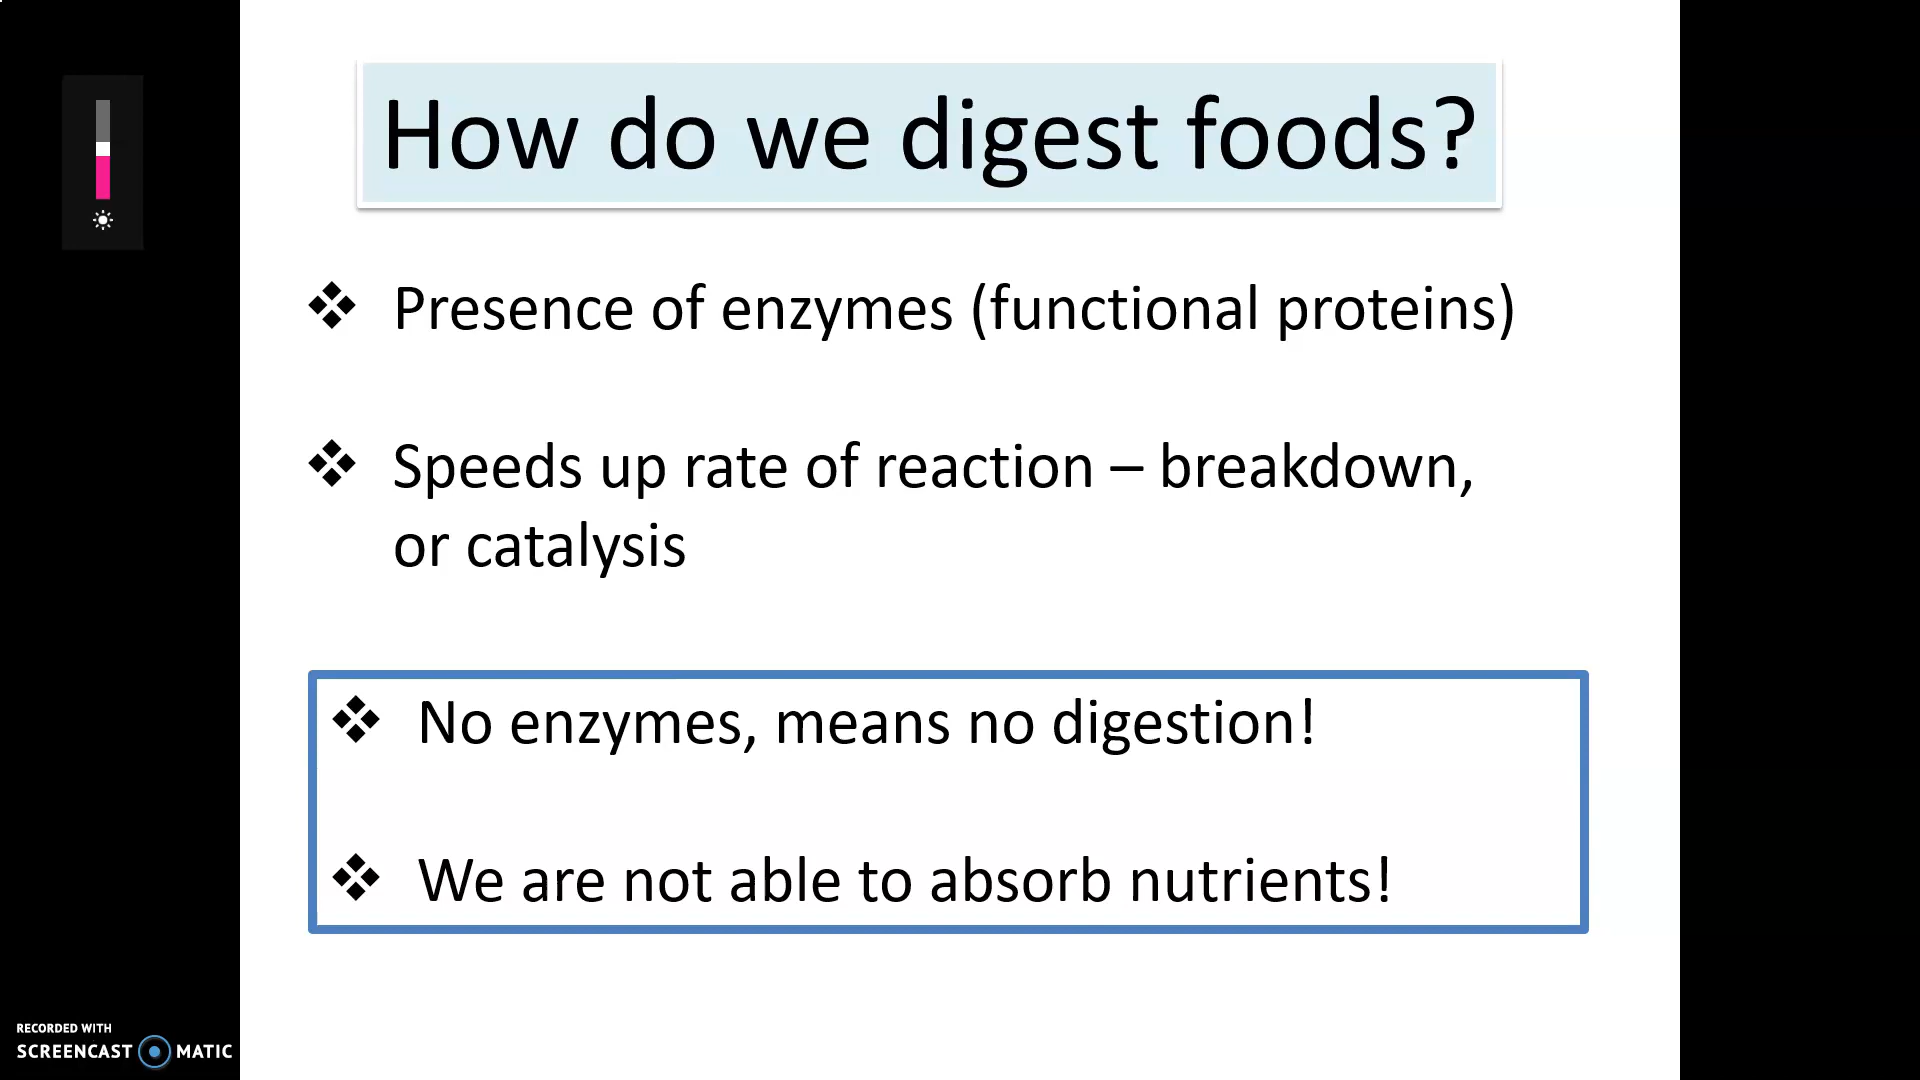 How do we digest foods?
❖ Presence of enzymes (functional proteins)
❖ Speeds up rate of reaction – breakdown,
or catalysis
❖ No enzymes, means no digestion!
❖ We are not able to absorb nutrients!
RECORDED WITH
SCREENCAST MATIC